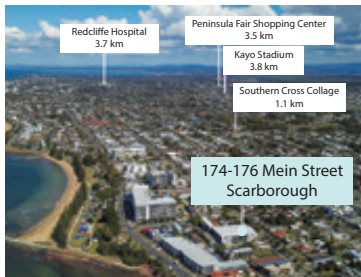 Redcliffe Hospital
3.7 km
Peninsula Fair Shopping Center
3.5 km
Kayo Stadium
3.8 km
Southern Cross Collage
1.1 km
174-176 Mein Street
Scarborough